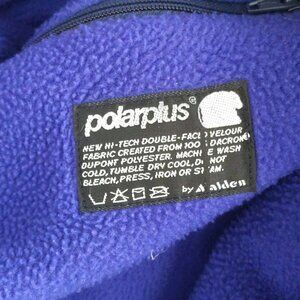 polarplus®
NEW HI-TECH DOUBLE-FACED VELOUR
FABRIC CREATED FROM 100% DACRON®
DUPONT POLYESTER. MACHINE WASH
COLD, TUMBLE DRY COOL, DO NOT
BLEACH, PRESS, IRON OR STEAM.
by alden